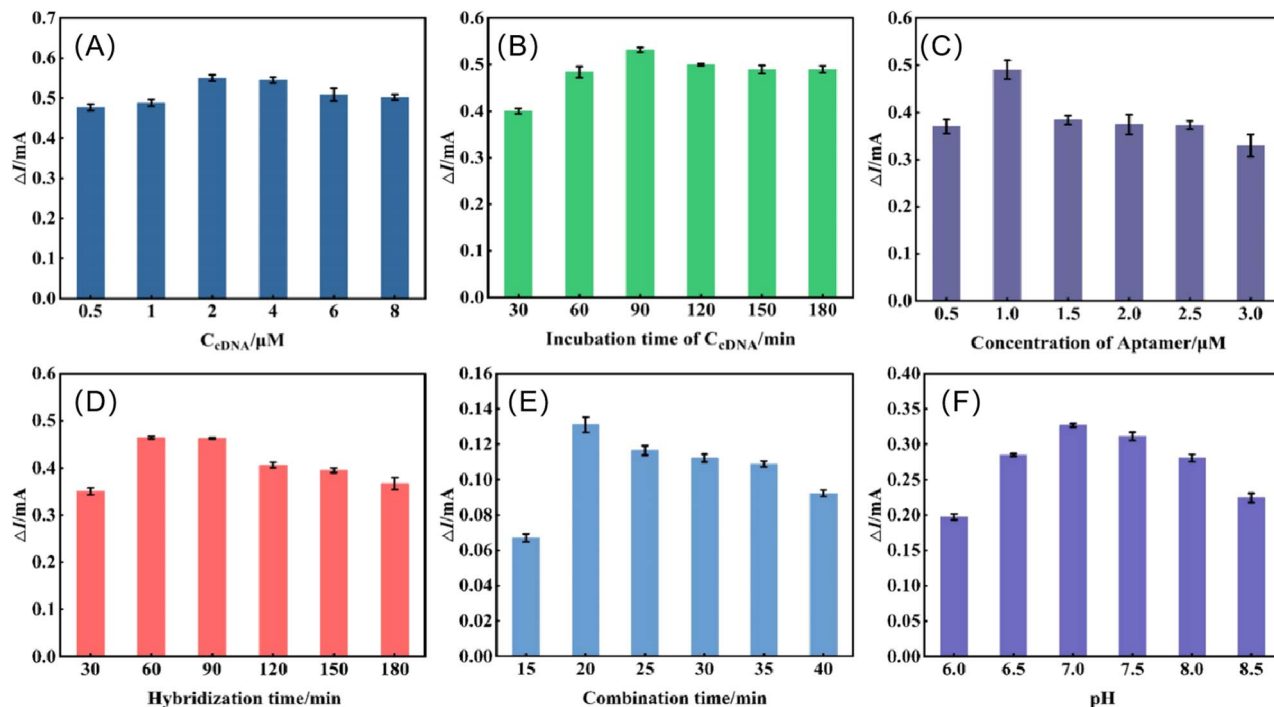 (A)
0.7
0.6
0.5
0.4
0.3
0.2
0.1
0.0
△I/mA
0.5 1 2 4 6 8
CcDNA/μM
(B)
0.6
0.5
0.4
0.3
0.2
0.1
0.0
△I/mA
30 60 90 120 150 180
Incubation time of CcDNA/min
(C)
0.6
0.5
0.4
0.3
0.2
0.1
0.0
△I/mA
0.5 1.0 1.5 2.0 2.5 3.0
Concentration of Aptamer/μM
(D)
0.6
0.5
0.4
0.3
0.2
0.1
0.0
△I/mA
30 60 90 120 150 180
Hybridization time/min
(E)
0.16
0.14
0.12
0.10
0.08
0.06
0.04
0.02
0.00
△I/mA
15 20 25 30 35 40
Combination time/min
(F)
0.40
0.35
0.30
0.25
0.20
0.15
0.10
0.05
0.00
△I/mA
6.0 6.5 7.0 7.5 8.0 8.5
pH